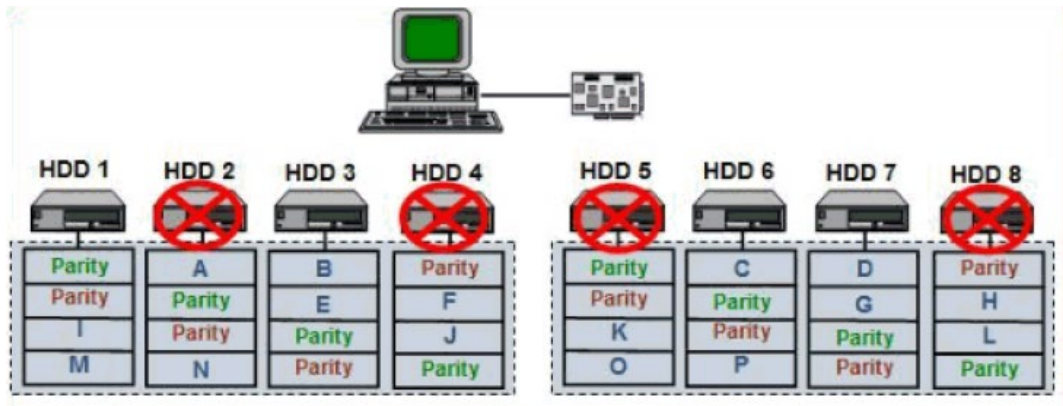 HDD 1 HDD 2 HDD 3 HDD 4 HDD 5 HDD 6 HDD 7 HDD 8
Parity A B Parity Parity C D Parity
Parity Parity E F Parity Parity G H
I Parity Parity J K Parity Parity L
M N Parity Parity O P Parity Parity